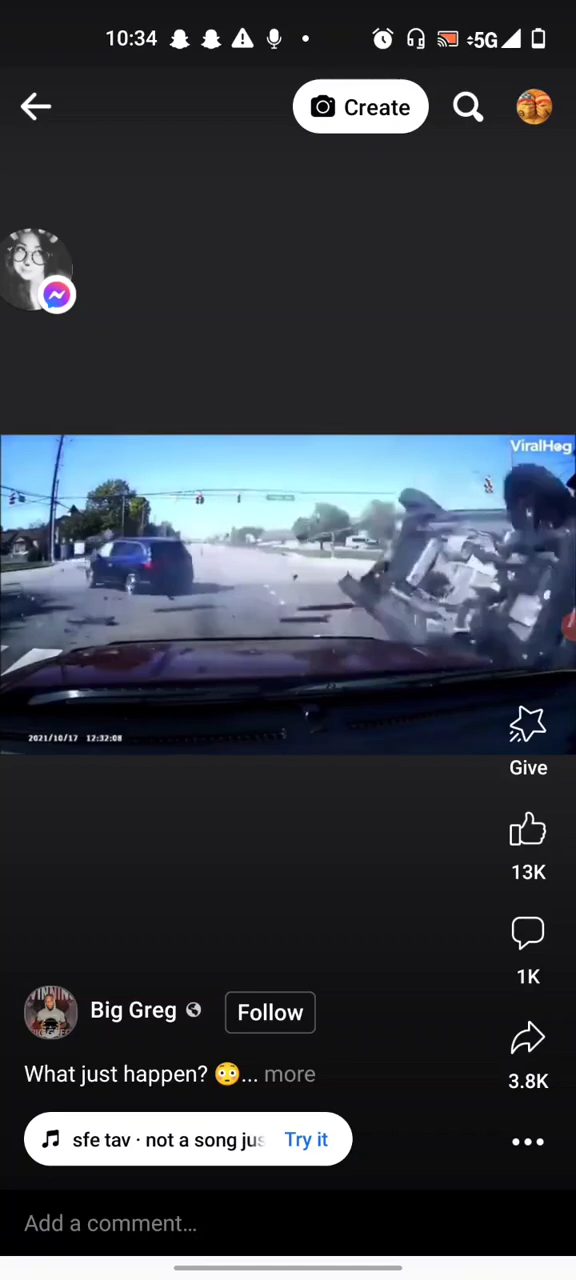 10:34
5G
Create
ViralHog
2021/10/17 12:32:08
Give
13K
1K
3.8K
WINNING
Big Greg
Follow
What just happen? 😳... more
sfe tav · not a song jus
Try it
Add a comment...